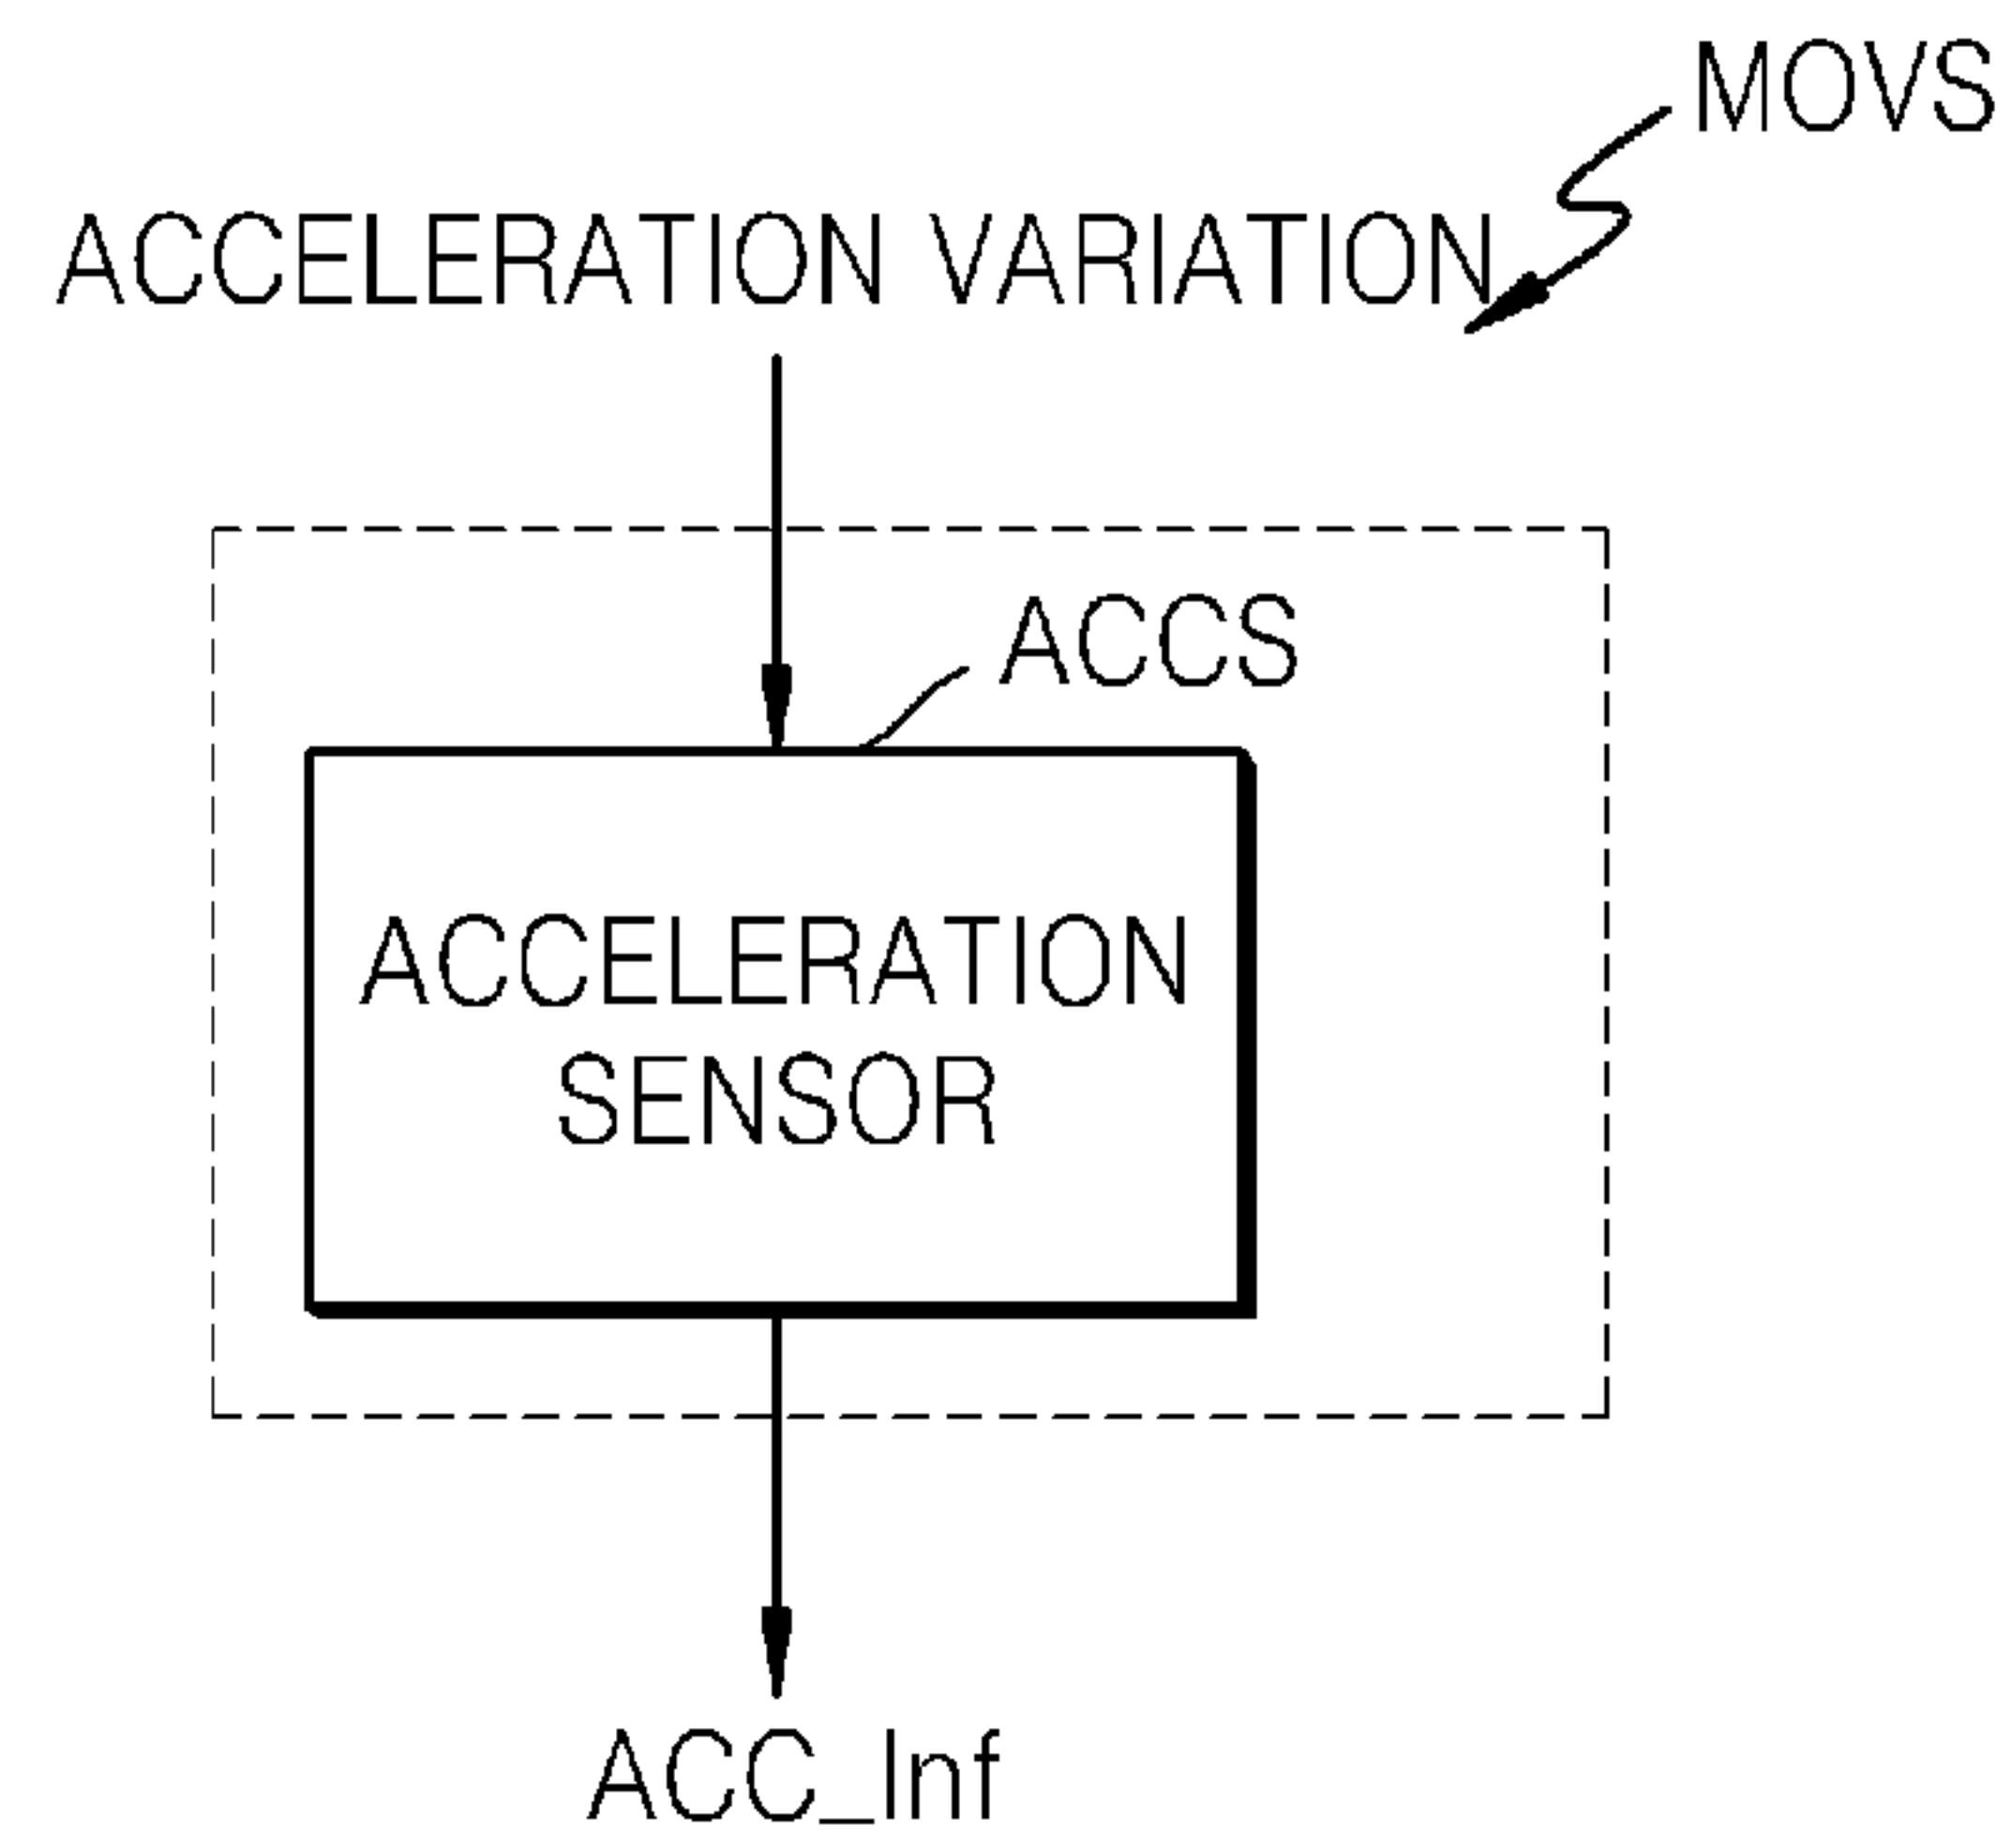 MOVS
ACCELERATION VARIATION
ACCS
ACCELERATION
SENSOR
ACC_Inf